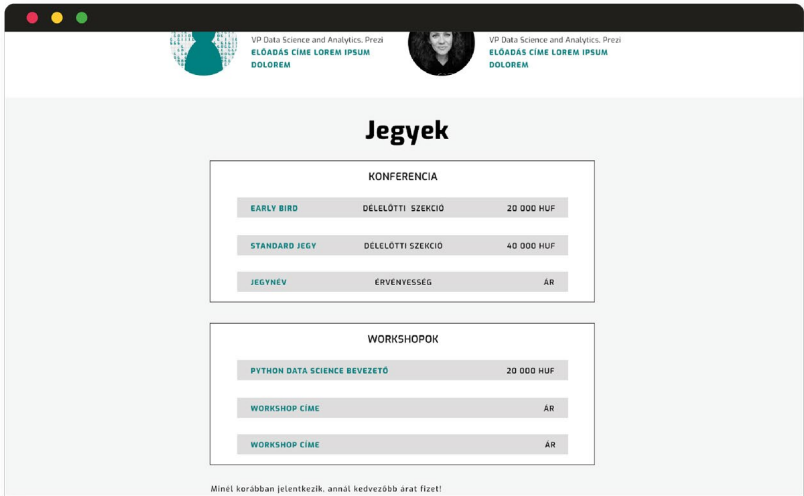 VP Data Science and Analytics, Prezi
ELŐADÁS CÍME LOREM IPSUM
DOLOREM
VP Data Science and Analytics, Prezi
ELŐADÁS CÍME LOREM IPSUM
DOLOREM
Jegyek
KONFERENCIA
EARLY BIRD DÉLELŐTTI SZEKCIÓ 20 000 HUF
STANDARD JEGY DÉLELŐTTI SZEKCIÓ 40 000 HUF
JEGYNÉV ÉRVÉNYESSÉG ÁR
WORKSHOPOK
PYTHON DATA SCIENCE BEVEZETŐ 20 000 HUF
WORKSHOP CÍME ÁR
WORKSHOP CÍME ÁR
Minél korábban jelentkezik, annál kedvezőbb árat fizet!